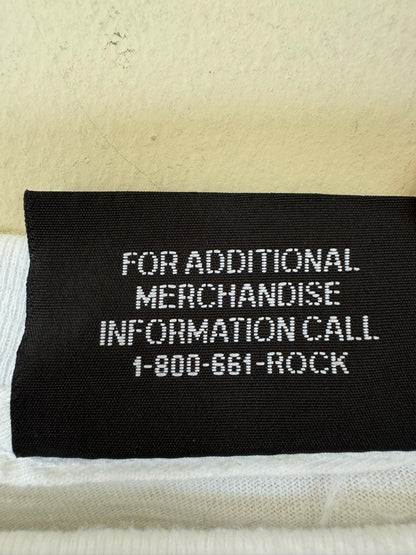 FOR ADDITIONAL
MERCHANDISE
INFORMATION CALL
1-800-661-ROCK